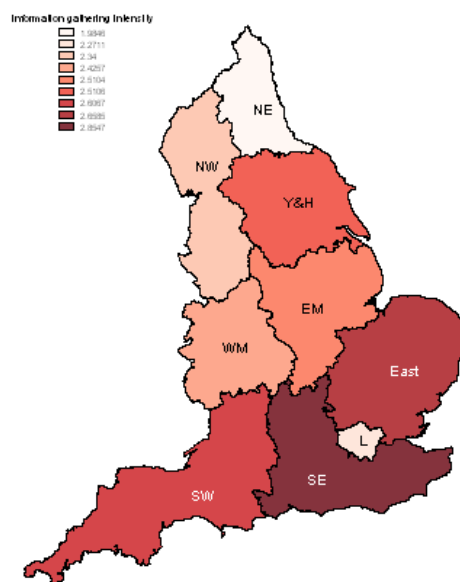 Information gathering Intensity
1.9846
2.2711
2.34
2.4257
2.5104
2.5106
2.6067
2.6585
2.8547
NE
NW
Y&H
EM
WM
East
L
SE
SW